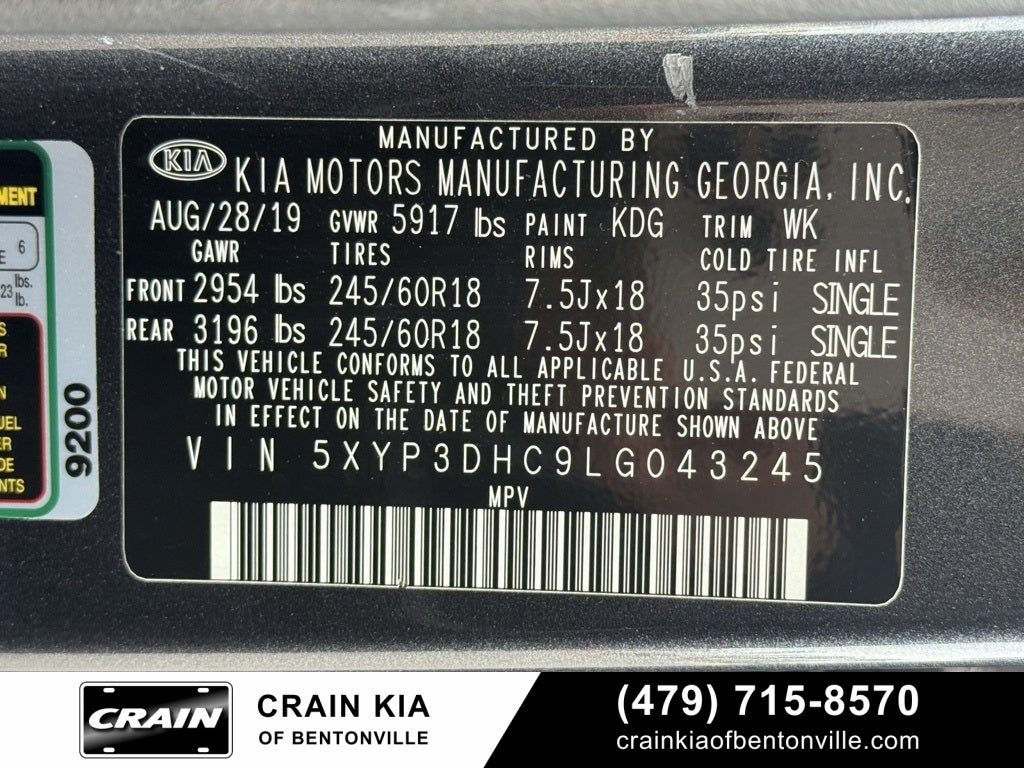 MANUFACTURED BY
KIA KIA MOTORS MANUFACTURING GEORGIA, INC.
AUG/28/19 GVWR 5917 lbs PAINT KDG TRIM WK
GAWR TIRES RIMS COLD TIRE INFL
FRONT 2954 lbs 245/60R18 7.5Jx18 35psi SINGLE
REAR 3196 lbs 245/60R18 7.5Jx18 35psi SINGLE
THIS VEHICLE CONFORMS TO ALL APPLICABLE U.S.A. FEDERAL
MOTOR VEHICLE SAFETY AND THEFT PREVENTION STANDARDS
IN EFFECT ON THE DATE OF MANUFACTURE SHOWN ABOVE
VIN 5XYP3DHC9LG043245
MPV
6
lbs.
lb.
9200
CRAIN
CRAIN KIA
OF BENTONVILLE
(479) 715-8570
crainkiaofbentonville.com